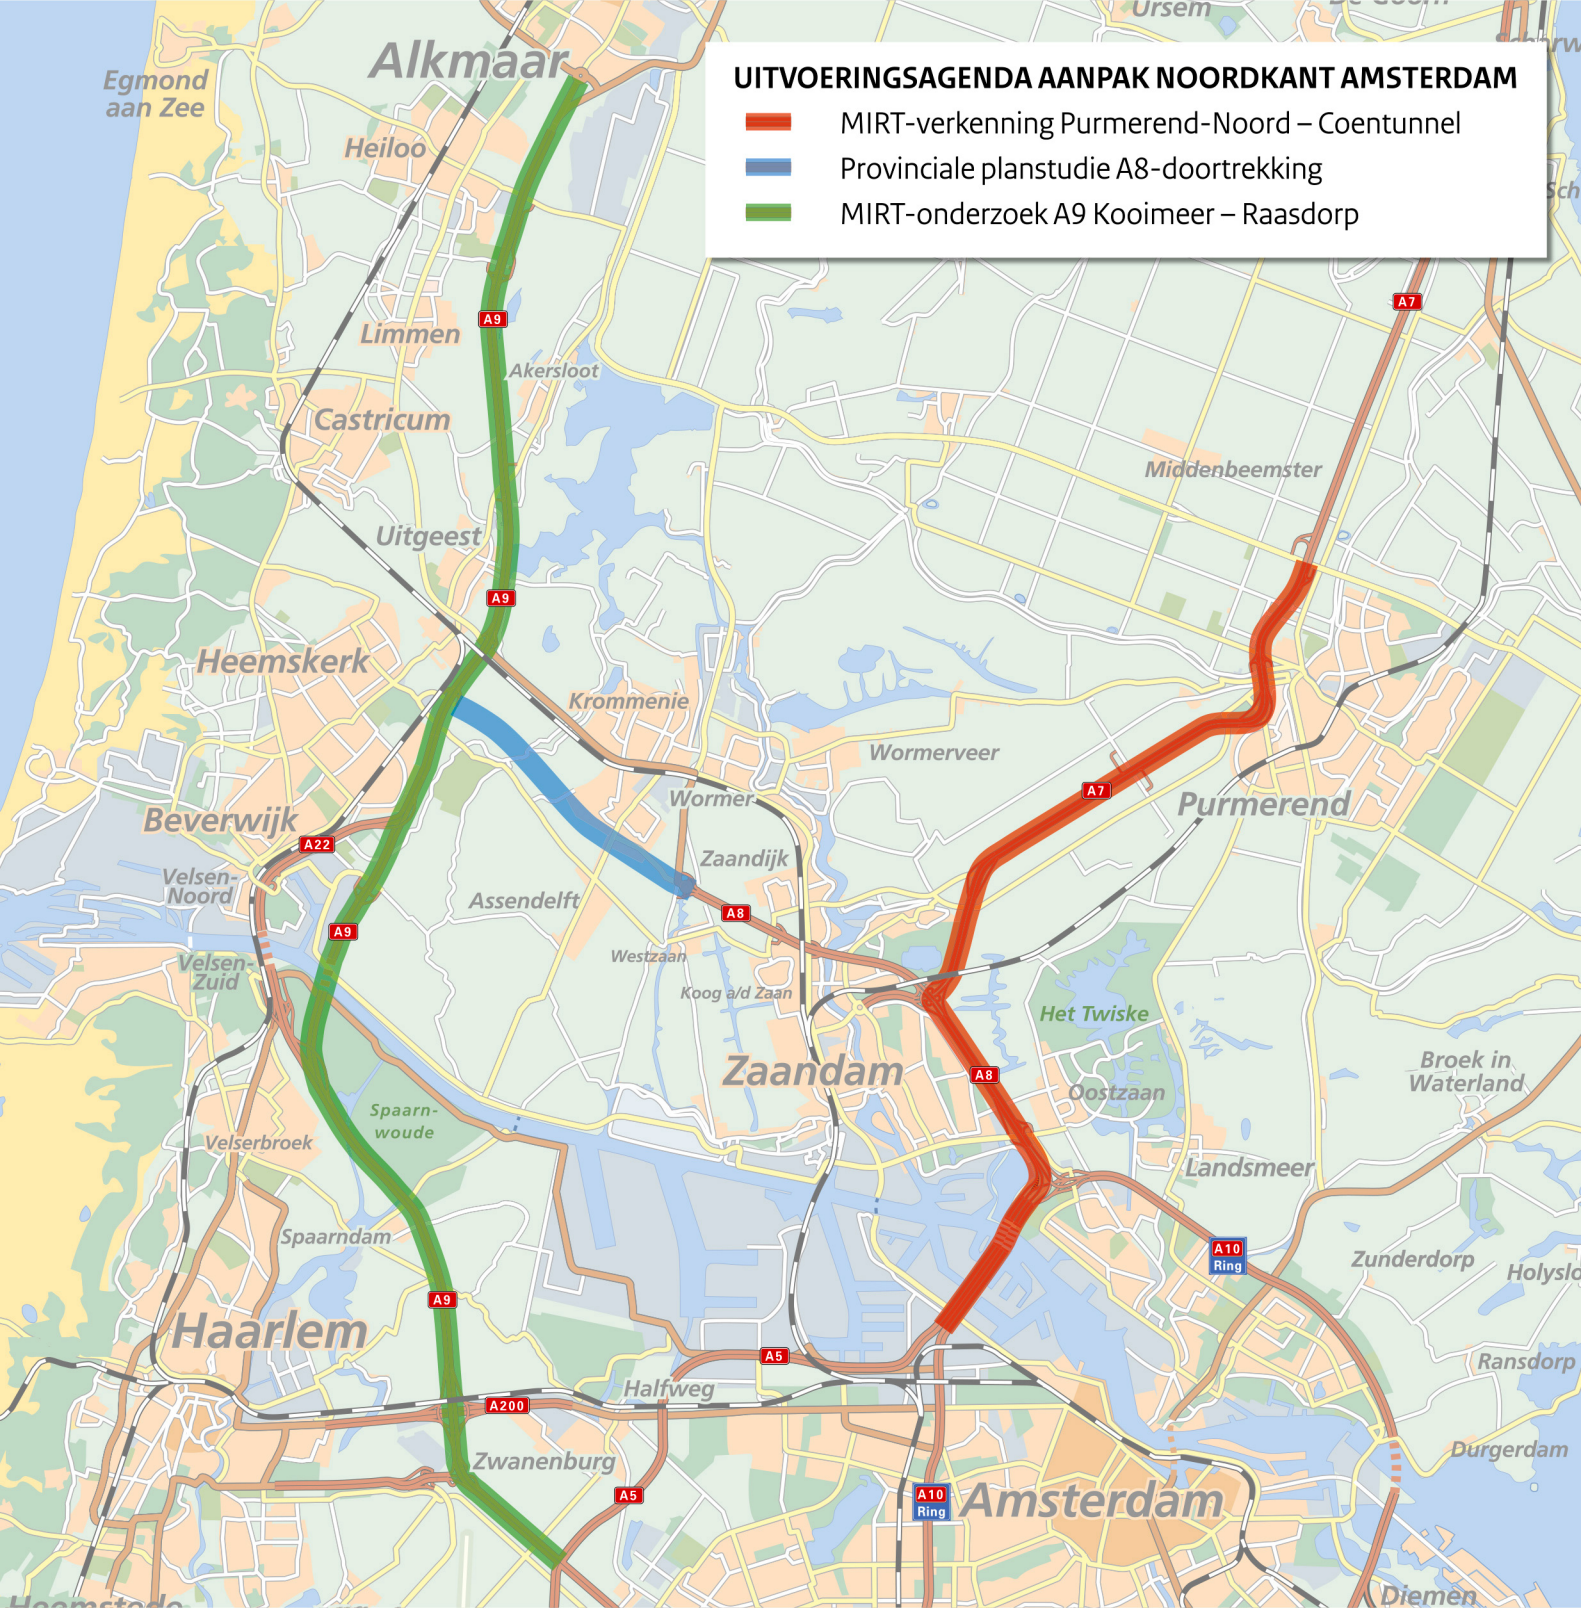 Ursem
Alkmaar
Egmond
aan Zee
UITVOERINGSAGENDA AANPAK NOORDKANT AMSTERDAM
MIRT-verkenning Purmerend-Noord – Coentunnel
Provinciale planstudie A8-doortrekking
MIRT-onderzoek A9 Kooimeer – Raasdorp
Heiloo
Sch
A7
A9
Limmen
Akersloot
Castricum
Middenbeemster
Uitgeest
A9
Heemskerk
Krommenie
Wormerveer
A7
Wormer
Purmerend
Beverwijk
A22
Zaandijk
Velsen-
Noord
Assendelft
A8
A9
Westzaan
Velsen-
Zuid
Koog a/d Zaan
Het Twiske
Zaandam
A8
Broek in
Waterland
Oostzaan
Spaarn-
woude
Velserbroek
Landsmeer
Spaarndam
A10
Ring
Zunderdorp
Holyslo
A9
Haarlem
A5
Ransdorp
Halfweg
A200
Durgerdam
Zwanenburg
A5
A10
Ring
Amsterdam
Diemen
Heemstede